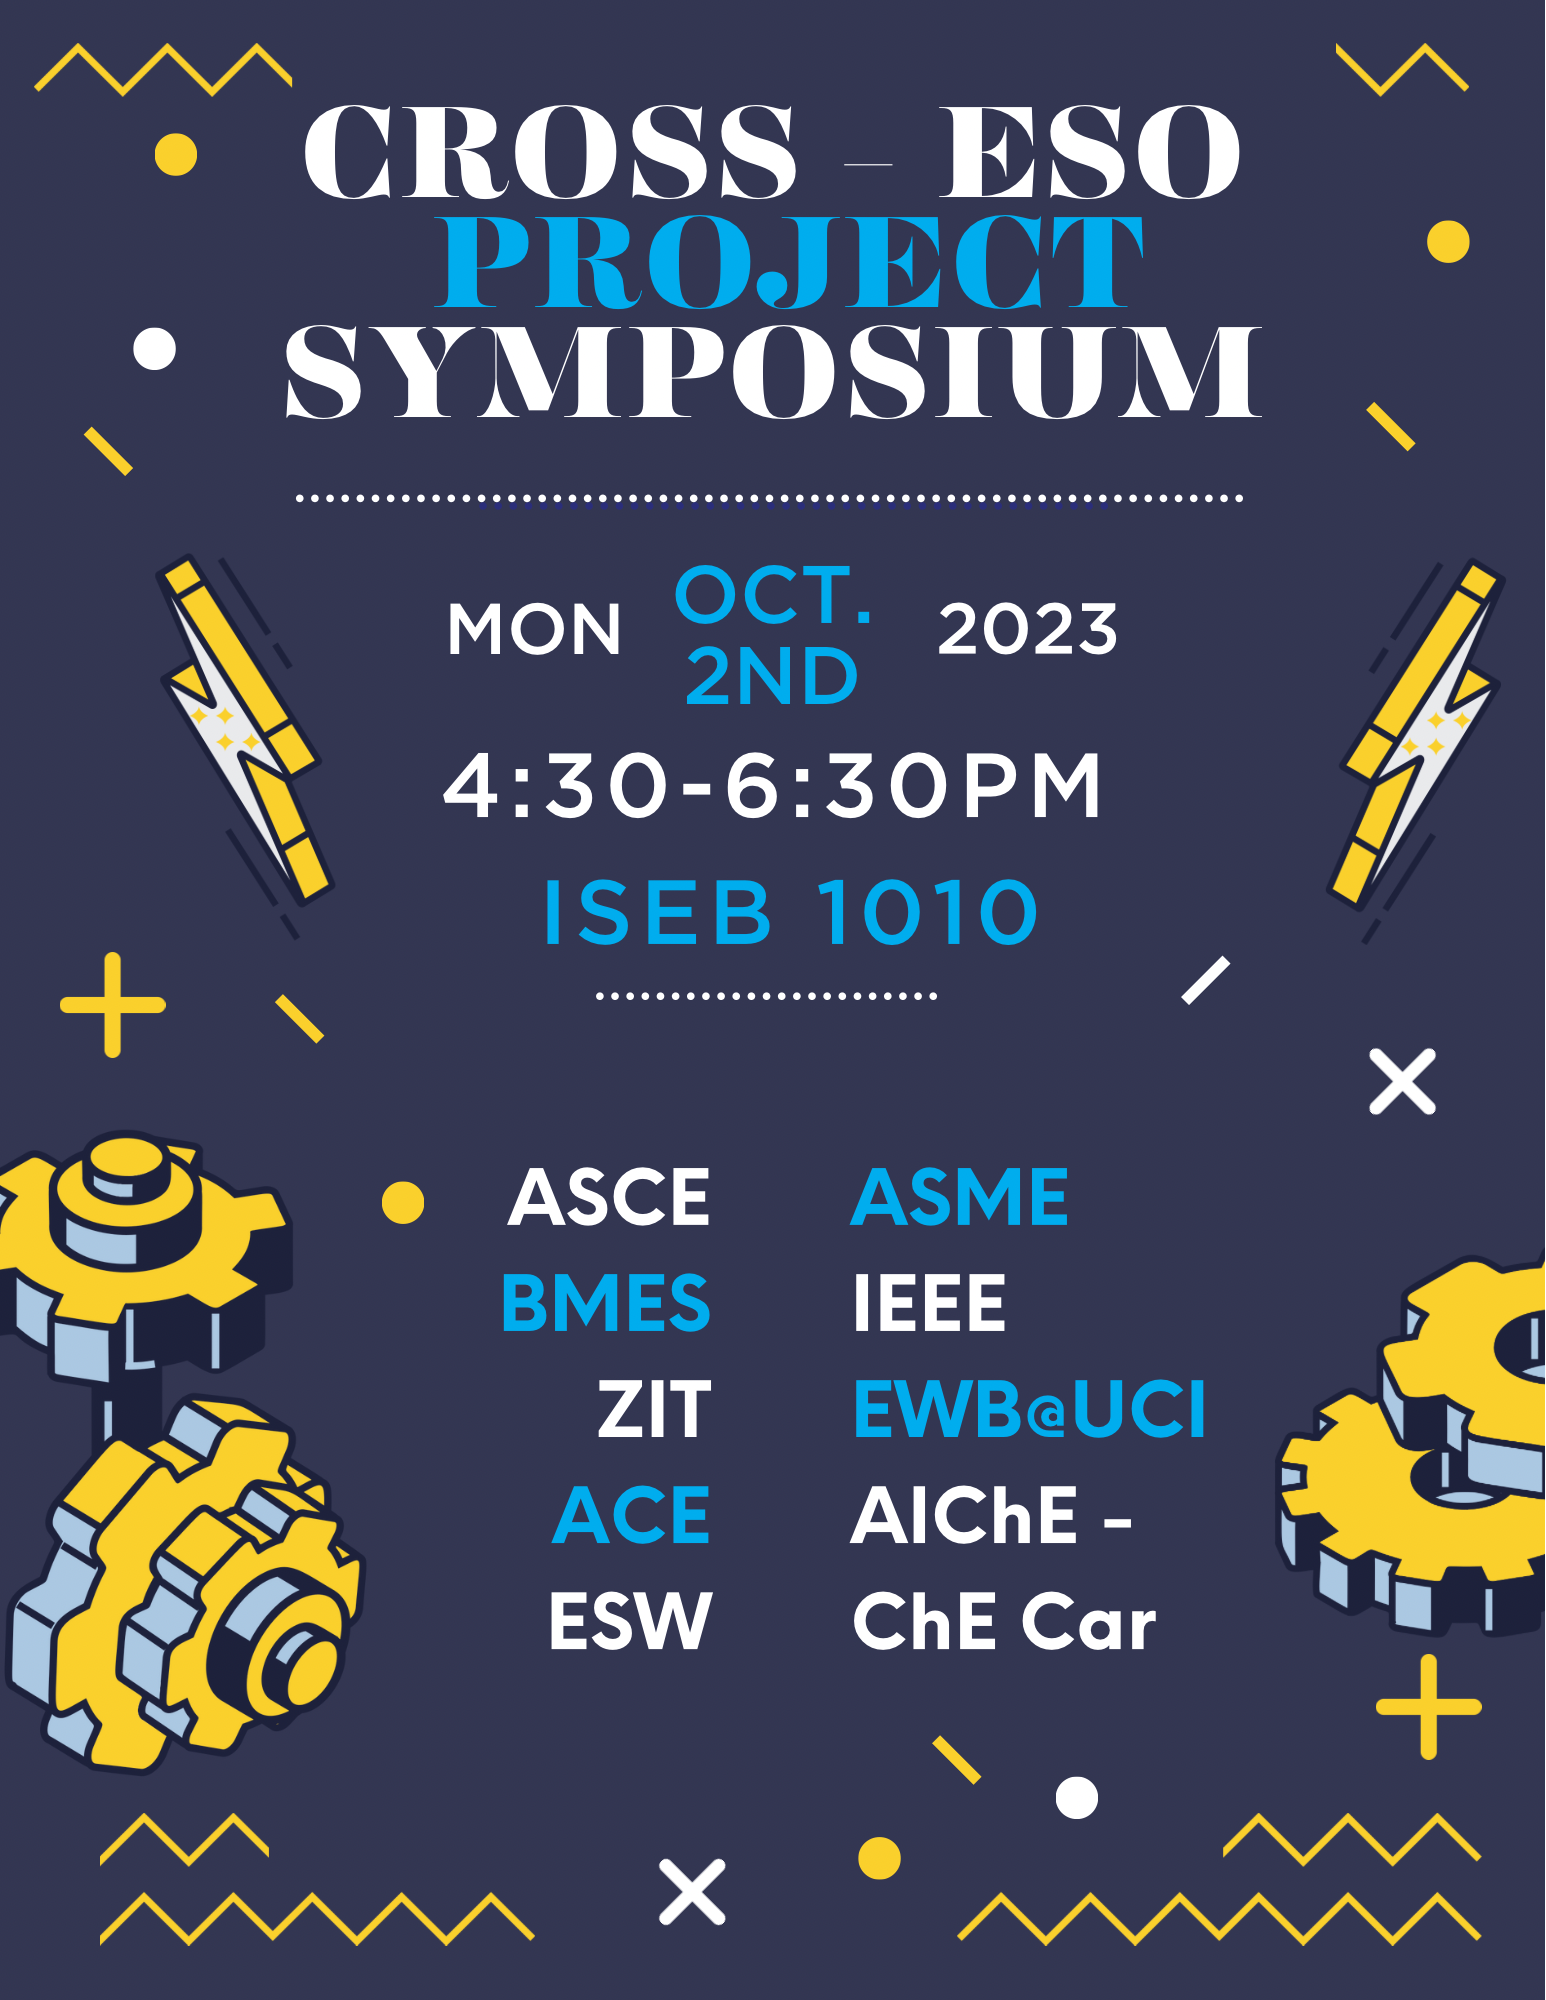 CROSS – ESO
PROJECT
SYMPOSIUM
MON
OCT.
2ND
2023
4:30-6:30PM
ISEB 1010
ASCE
BMES
ZIT
ACE
ESW
ASME
IEEE
EWB@UCI
AIChE -
ChE Car